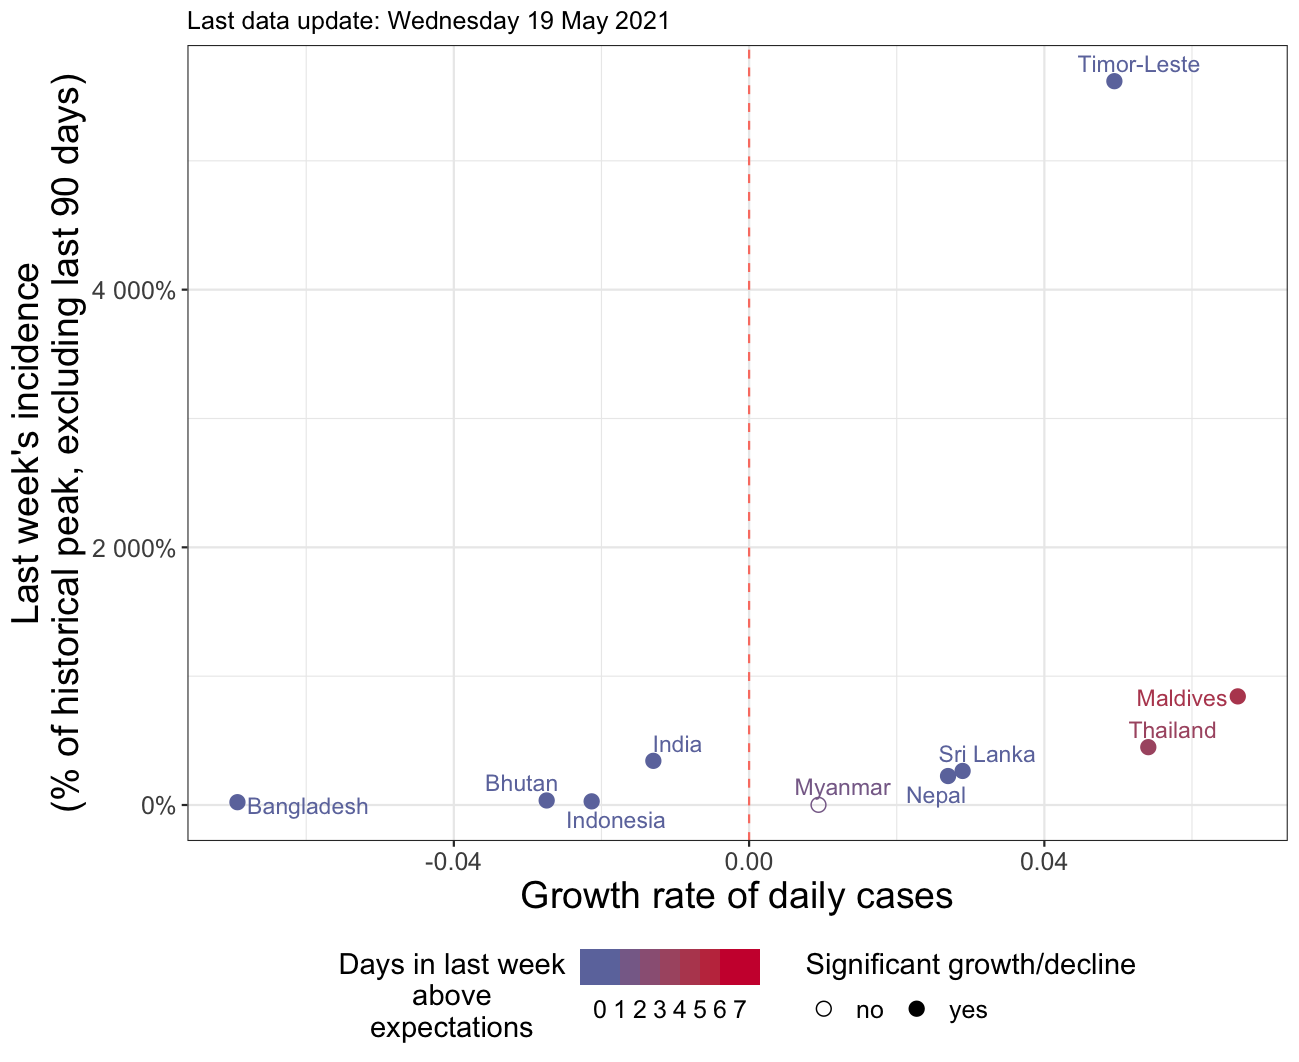 Last data update: Wednesday 19 May 2021
Last week's incidence
(% of historical peak, excluding last 90 days)
4 000%
2 000%
0%
Timor-Leste
Maldives
Thailand
India
Sri Lanka
Bhutan
Myanmar
Nepal
Bangladesh
Indonesia
-0.04
0.00
0.04
Growth rate of daily cases
Days in last week
above
expectations
0 1 2 3 4 5 6 7
Significant growth/decline
no
yes